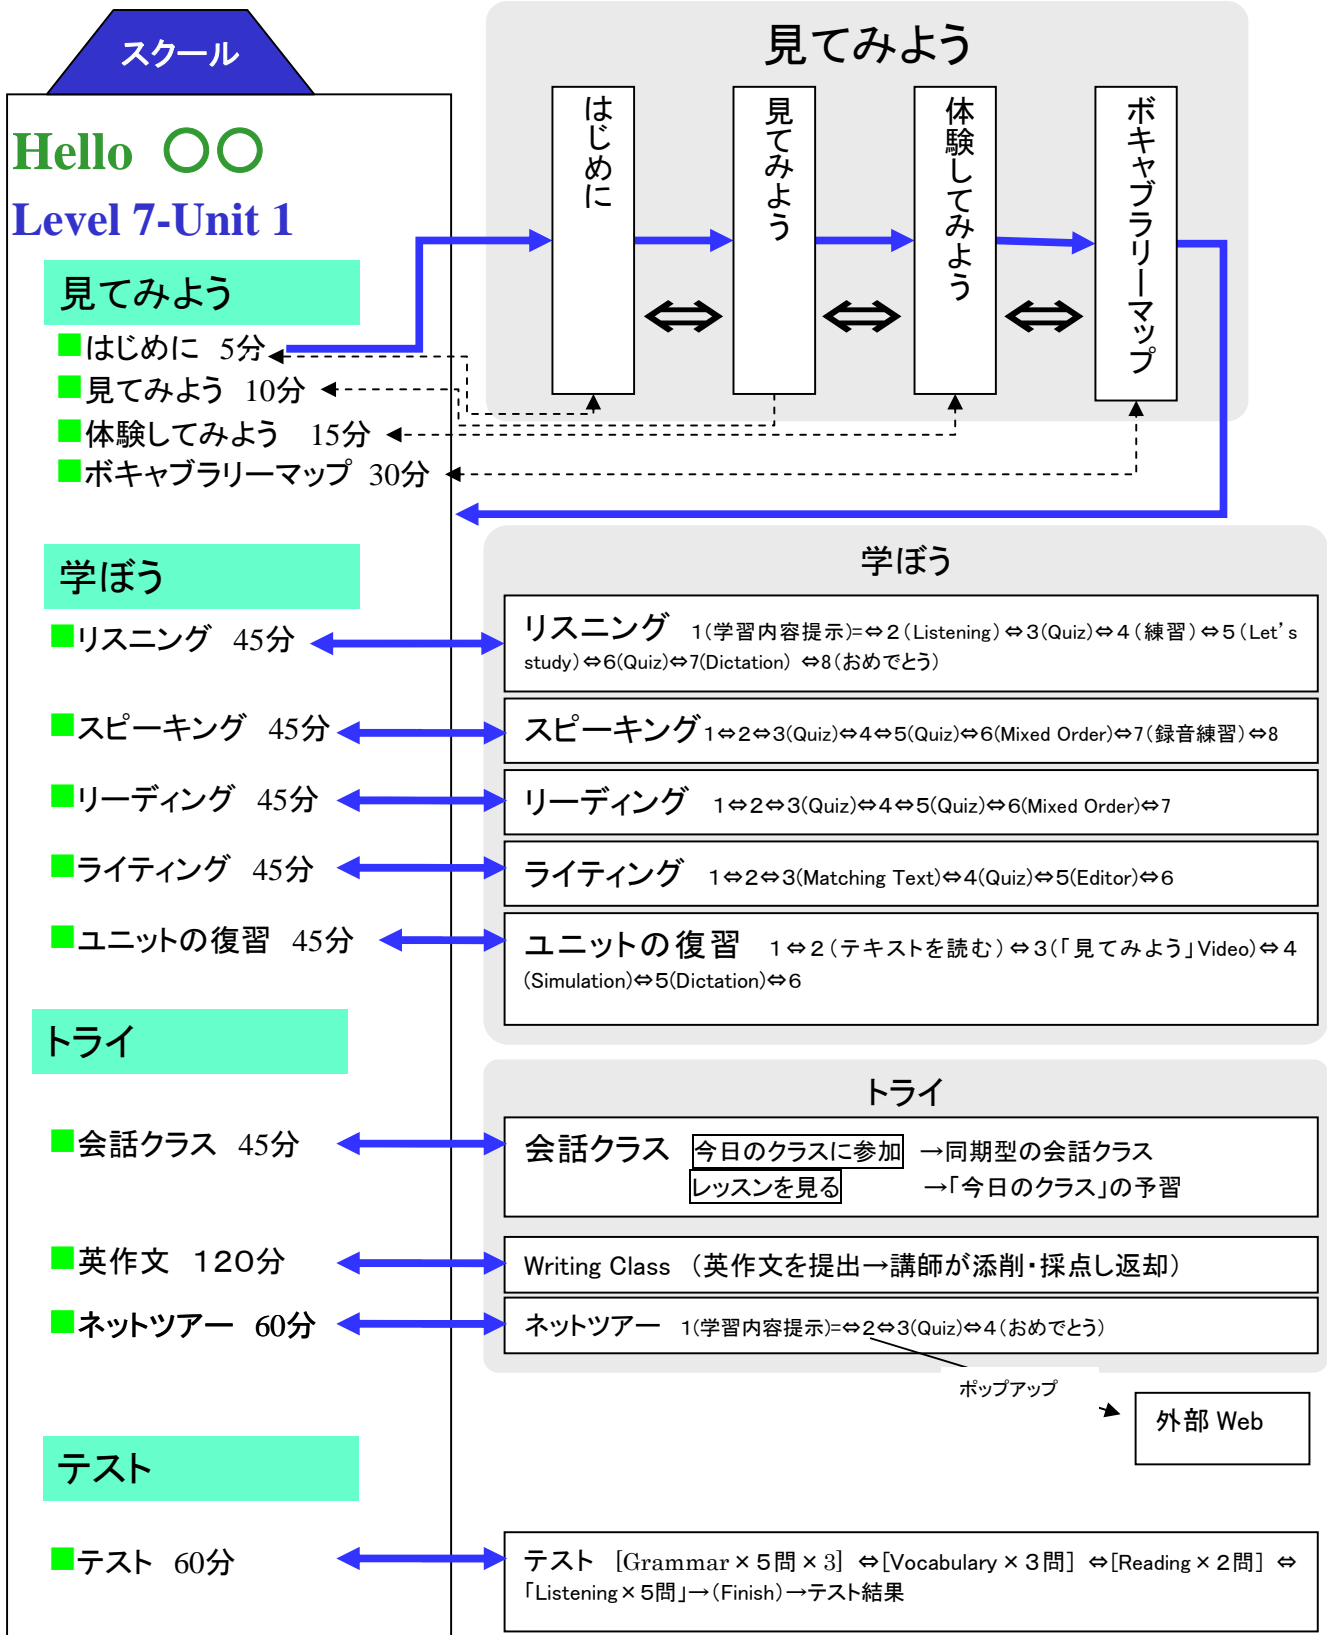 スクール
Hello ○○
Level 7-Unit 1
見てみよう
■はじめに 5分
■見てみよう 10分
■体験してみよう 15分
■ボキャブラリーマップ 30分
学ぼう
■リスニング 45分
■スピーキング 45分
■リーディング 45分
■ライティング 45分
■ユニットの復習 45分
トライ
■会話クラス 45分
■英作文 120分
■ネットツアー 60分
テスト
■テスト 60分
見てみよう
はじめに
見てみよう
体験してみよう
ボキャブラリーマップ
学ぼう
リスニング 1(学習内容提示)=⇔2(Listening)⇔3(Quiz)⇔4(練習)⇔5(Let's
study)⇔6(Quiz)⇔7(Dictation) ⇔8(おめでとう)
スピーキング 1⇔2⇔3(Quiz)⇔4⇔5(Quiz)⇔6(Mixed Order)⇔7(録音練習)⇔8
リーディング 1⇔2⇔3(Quiz)⇔4⇔5(Quiz)⇔6(Mixed Order)⇔7
ライティング 1⇔2⇔3(Matching Text)⇔4(Quiz)⇔5(Editor)⇔6
ユニットの復習 1⇔2(テキストを読む)⇔3(「見てみよう」Video)⇔4
(Simulation)⇔5(Dictation)⇔6
トライ
会話クラス 今日のクラスに参加 →同期型の会話クラス
レッスンを見る →「今日のクラス」の予習
Writing Class (英作文を提出→講師が添削・採点し返却)
ネットツアー 1(学習内容提示)=⇔2⇔3(Quiz)⇔4(おめでとう)
ポップアップ
外部 Web
テスト [Grammar×5問×3] ⇔[Vocabulary×3問] ⇔[Reading×2問] ⇔
「Listening×5問」→(Finish)→テスト結果